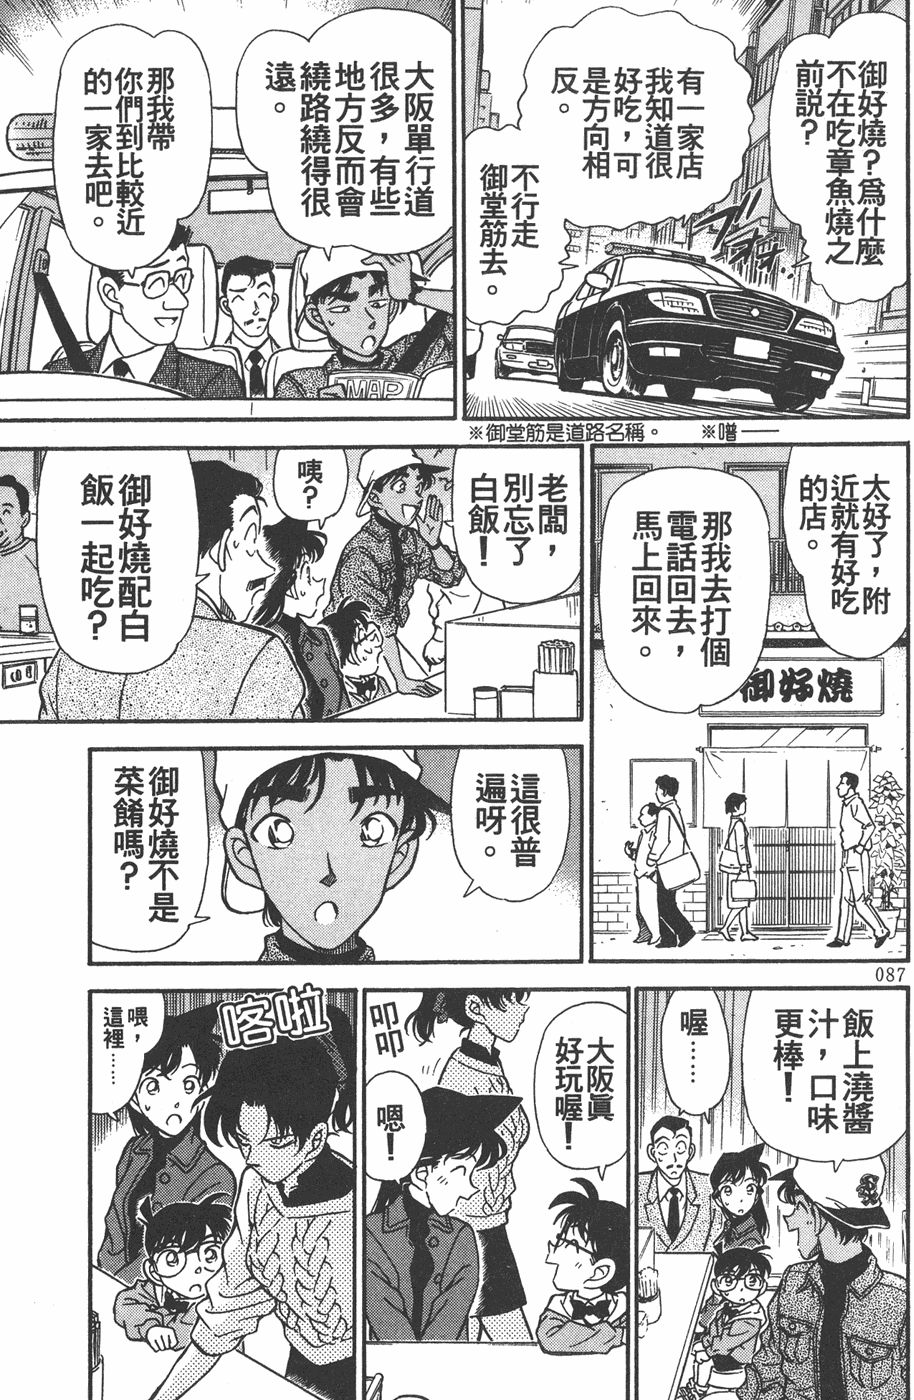 御好燒？為什麼
不在吃章魚燒之
前説？
有一家店
我知道很
好吃，可
是方向相
反。
不行走
御堂筋去。
※噌——
※御堂筋是道路名稱。
大阪單行道
很多，有些
地方反而會
繞路繞得很
遠。
那我帶
你們到比較近
的一家去吧。
MAP
太好了，附
近就有好吃
的店。
那我去打個
電話回去，
馬上回來。
御好燒
老闆，
別忘了
白飯！
咦？
御好燒配白
飯一起吃？
這很普
遍呀。
御好燒不是
菜餚嗎？
087
飯上澆醬
汁，口味
更棒！
喔……
大阪眞
好玩喔！
叩叩
嗯！
喀啦
喂，
這裡……